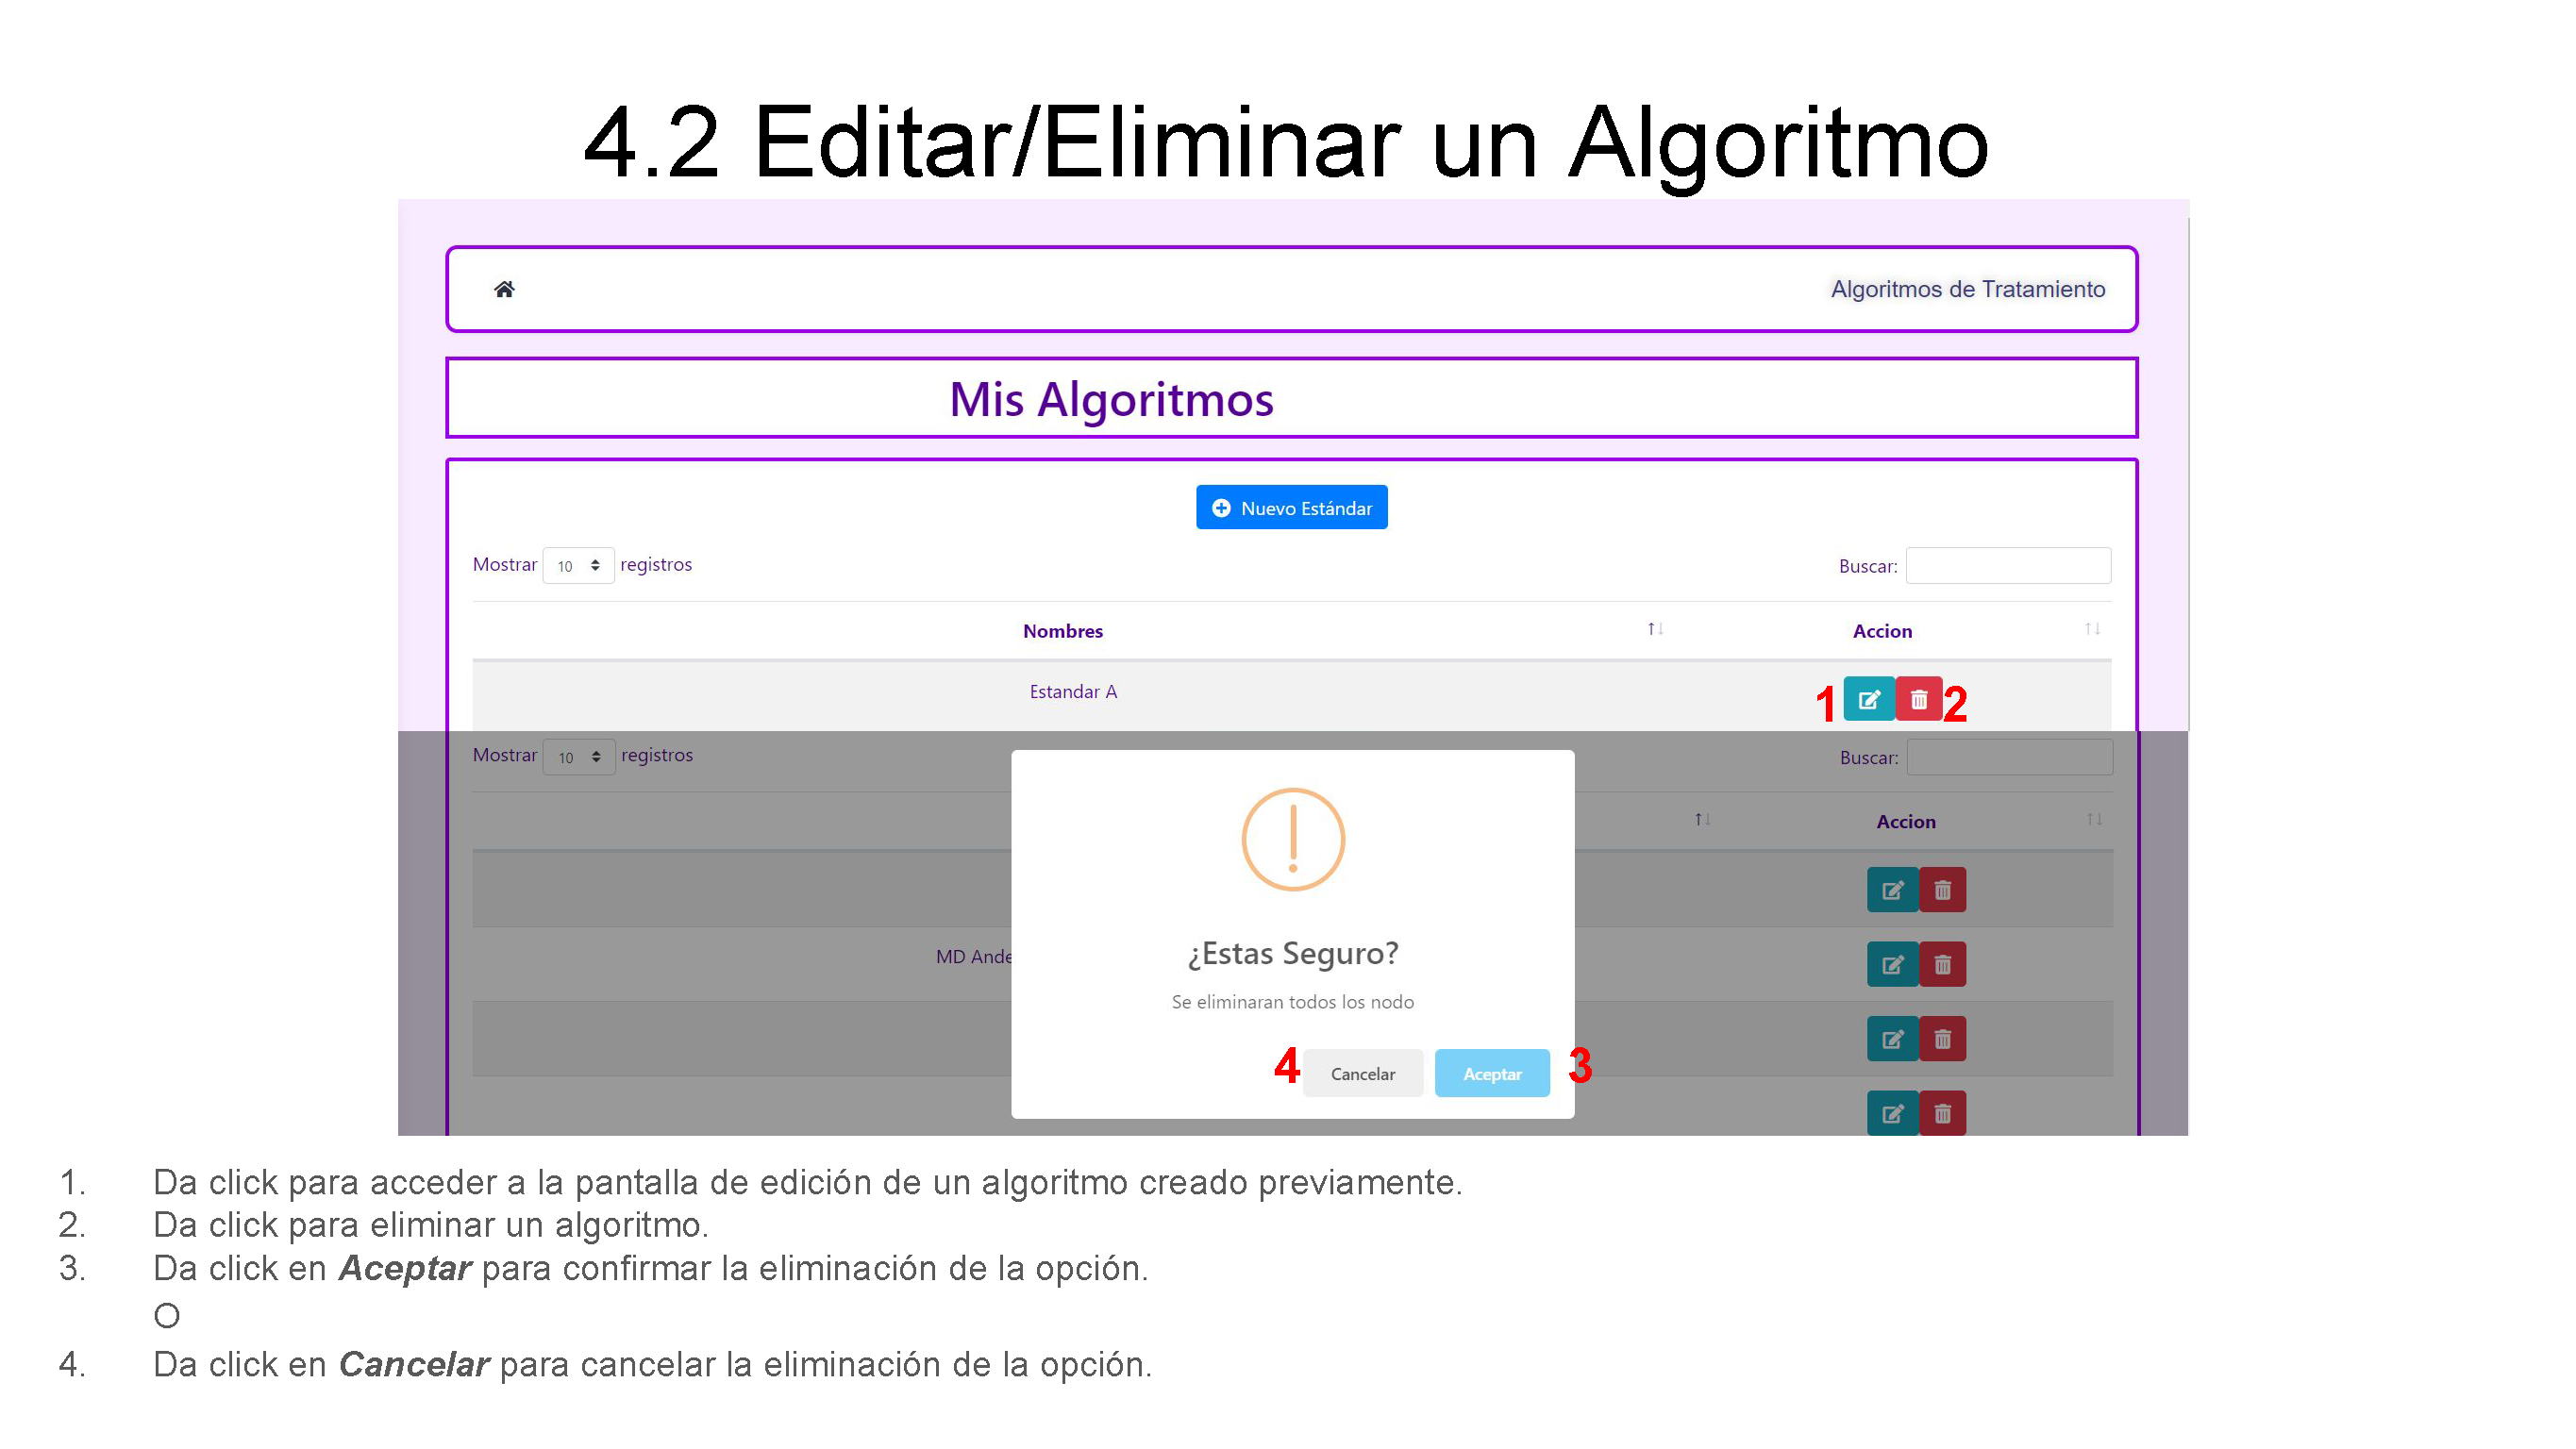 4.2 Editar/Eliminar un Algoritmo
Algoritmos de Tratamiento
Mis Algoritmos
Nuevo Estándar
Mostrar 10 registros Buscar:
Nombres Accion
Estandar A 1 2
Mostrar 10 registros Buscar:
Accion
MD Ande
¿Estas Seguro?
Se eliminaran todos los nodo
4 Cancelar Aceptar 3
1. Da click para acceder a la pantalla de edición de un algoritmo creado previamente.
2. Da click para eliminar un algoritmo.
3. Da click en Aceptar para confirmar la eliminación de la opción.
O
4. Da click en Cancelar para cancelar la eliminación de la opción.